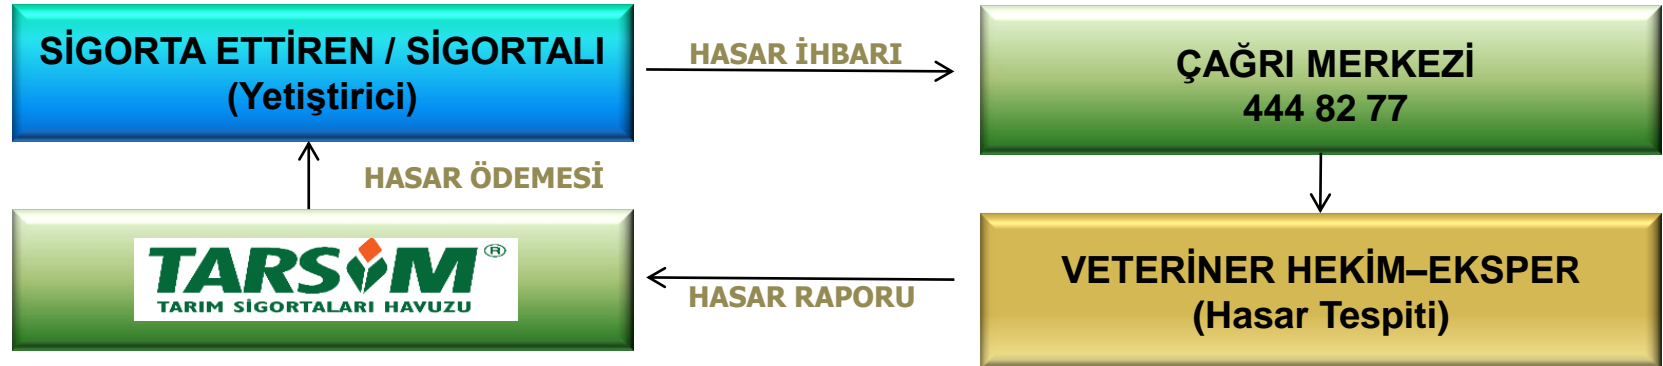 SİGORTA ETTİREN / SİGORTALI
(Yetiştirici)
HASAR İHBARI
ÇAĞRI MERKEZİ
444 82 77
HASAR ÖDEMESİ
TARSİM®
TARIM SİGORTALARI HAVUZU
HASAR RAPORU
VETERİNER HEKİM–EKSPER
(Hasar Tespiti)